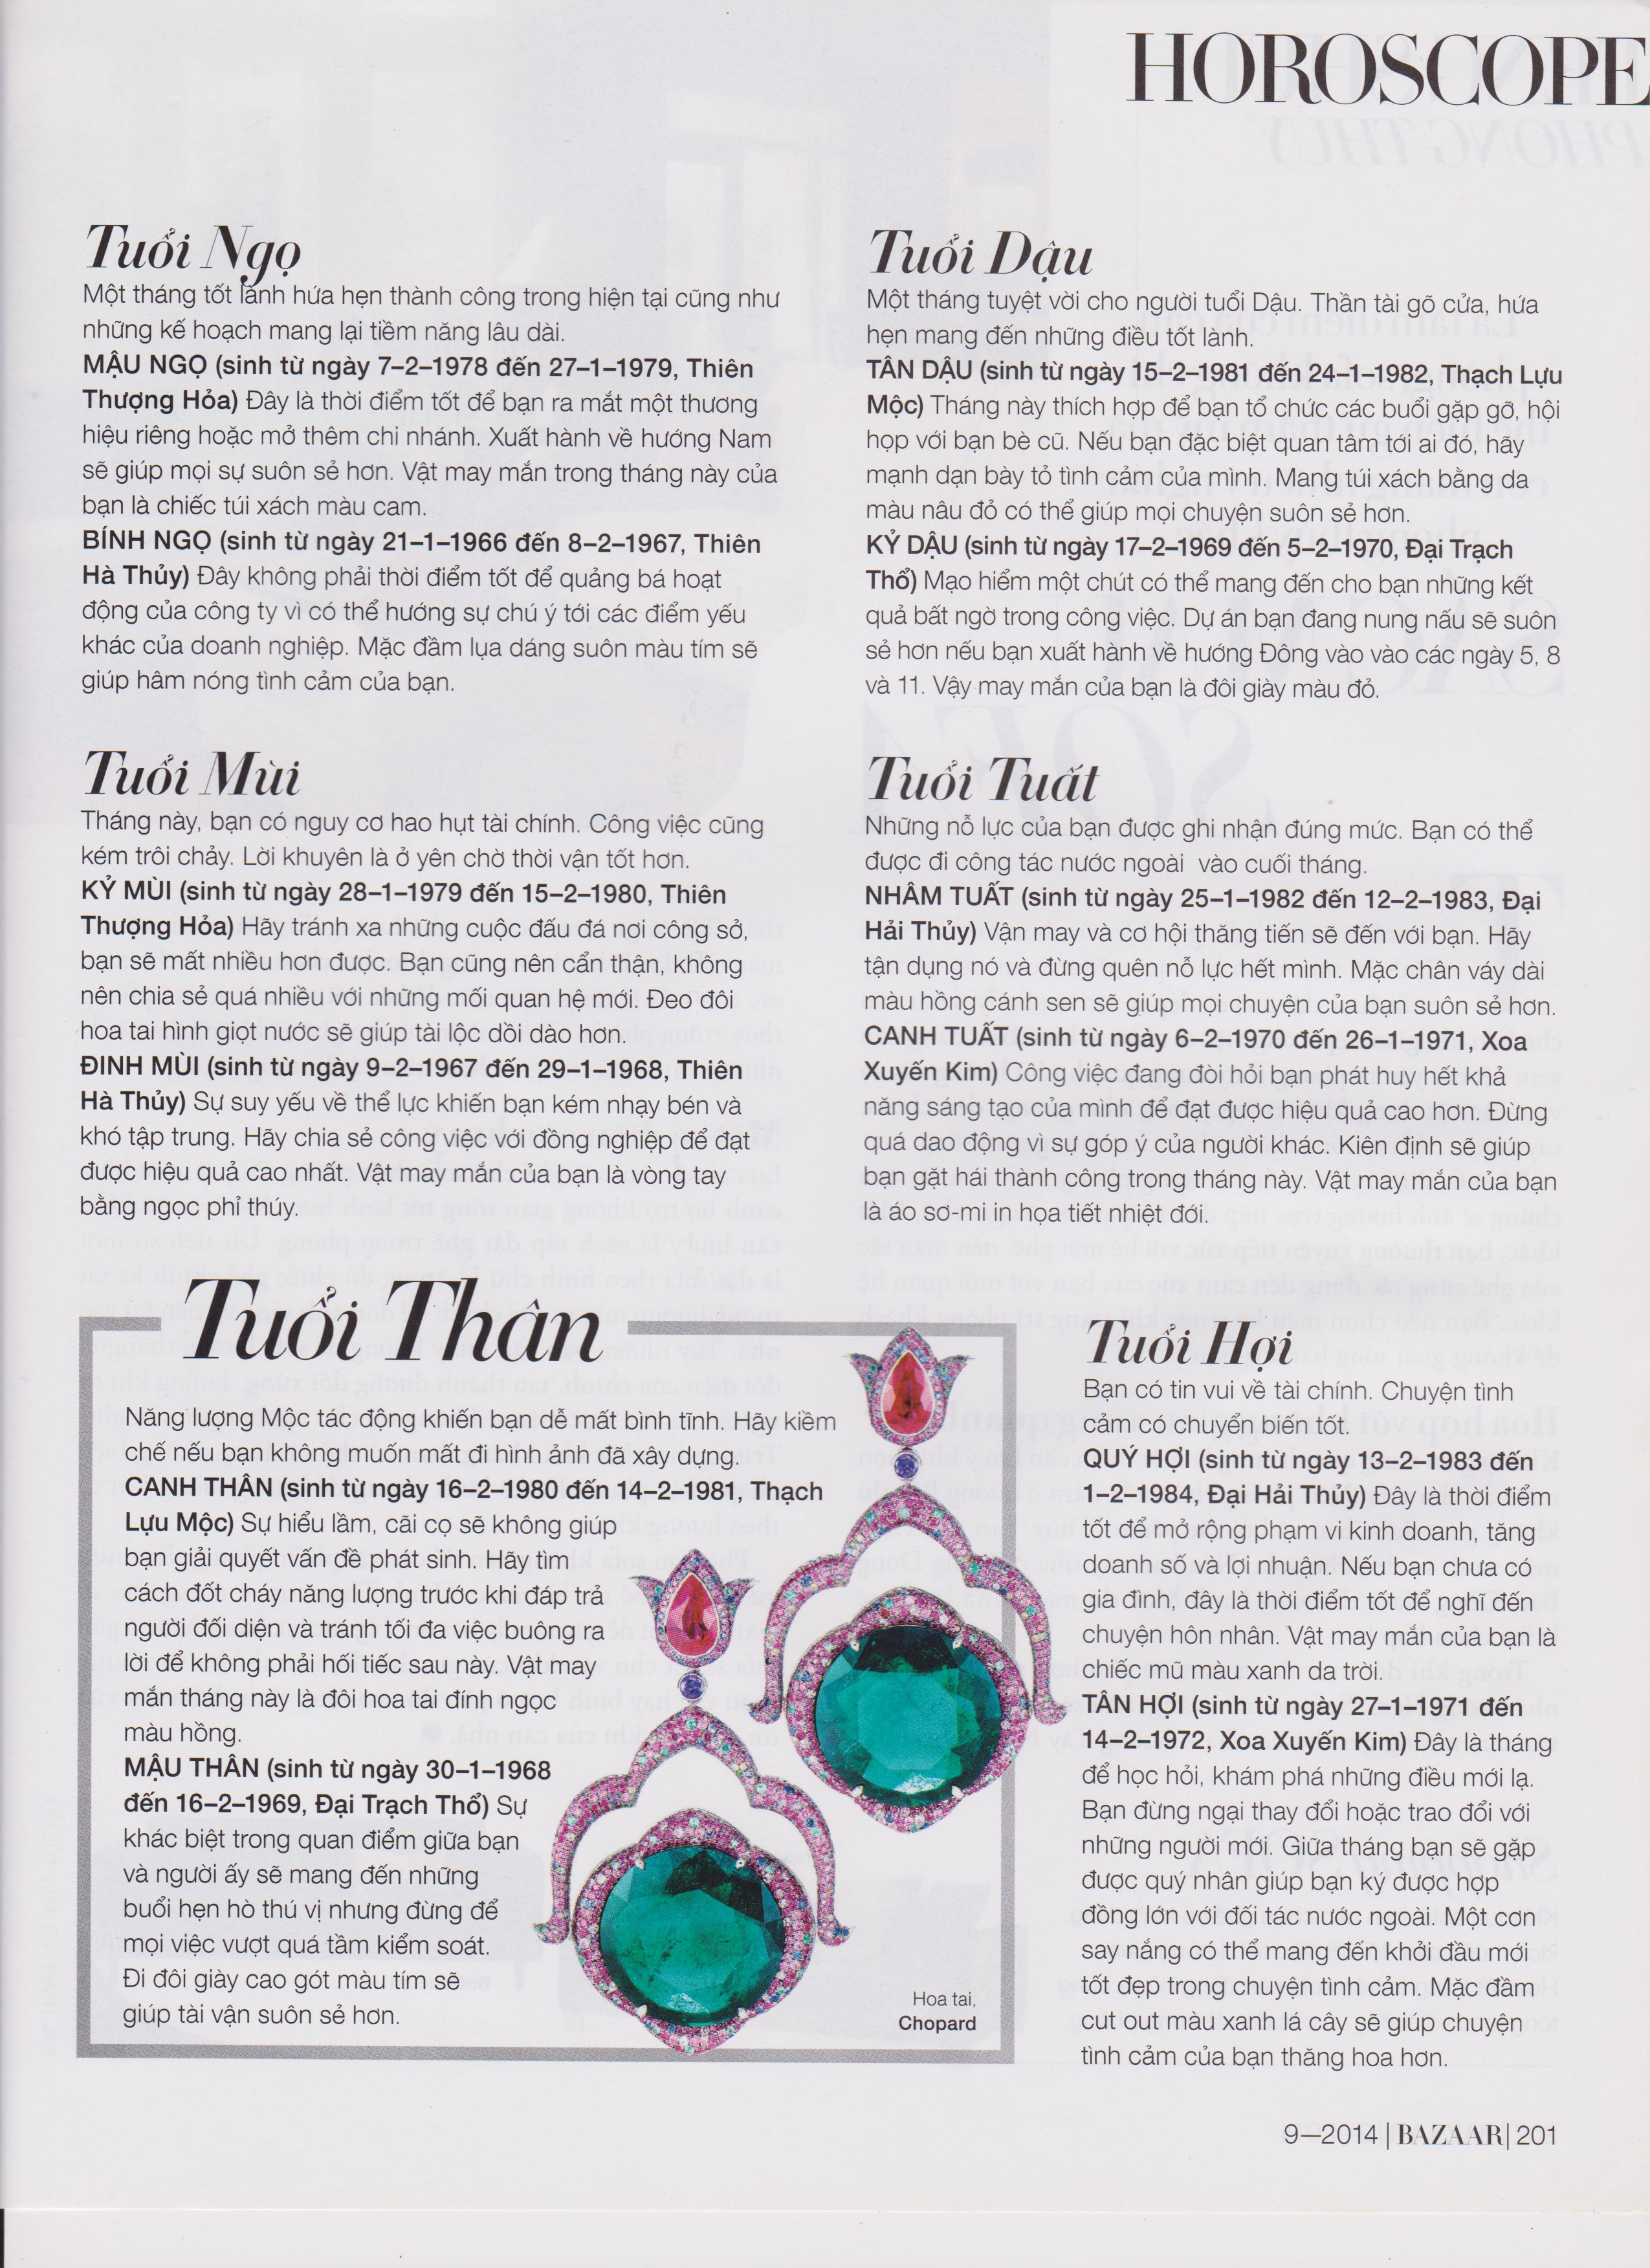 HOROSCOPE
Tuổi Ngọ
Một tháng tốt lành hứa hẹn thành công trong hiện tại cũng như
những kế hoạch mang lại tiềm năng lâu dài.
MẬU NGỌ (sinh từ ngày 7–2–1978 đến 27–1–1979, Thiên
Thượng Hỏa) Đây là thời điểm tốt để bạn ra mắt một thương
hiệu riêng hoặc mở thêm chi nhánh. Xuất hành về hướng Nam
sẽ giúp mọi sự suôn sẻ hơn. Vật may mắn trong tháng này của
bạn là chiếc túi xách màu cam.
BÍNH NGỌ (sinh từ ngày 21–1–1966 đến 8–2–1967, Thiên
Hà Thủy) Đây không phải thời điểm tốt để quảng bá hoạt
động của công ty vì có thể hướng sự chú ý tới các điểm yếu
khác của doanh nghiệp. Mặc đầm lụa dáng suôn màu tím sẽ
giúp hâm nóng tình cảm của bạn.
Tuổi Mùi
Tháng này, bạn có nguy cơ hao hụt tài chính. Công việc cũng
kém trôi chảy. Lời khuyên là ở yên chờ thời vận tốt hơn.
KỶ MÙI (sinh từ ngày 28–1–1979 đến 15–2–1980, Thiên
Thượng Hỏa) Hãy tránh xa những cuộc đấu đá nơi công sở,
bạn sẽ mất nhiều hơn được. Bạn cũng nên cẩn thận, không
nên chia sẻ quá nhiều với những mối quan hệ mới. Đeo đôi
hoa tai hình giọt nước sẽ giúp tài lộc dồi dào hơn.
ĐINH MÙI (sinh từ ngày 9–2–1967 đến 29–1–1968, Thiên
Hà Thủy) Sự suy yếu về thể lực khiến bạn kém nhạy bén và
khó tập trung. Hãy chia sẻ công việc với đồng nghiệp để đạt
được hiệu quả cao nhất. Vật may mắn của bạn là vòng tay
bằng ngọc phỉ thúy.
Tuổi Thân
Năng lượng Mộc tác động khiến bạn dễ mất bình tĩnh. Hãy kiềm
chế nếu bạn không muốn mất đi hình ảnh đã xây dựng.
CANH THÂN (sinh từ ngày 16–2–1980 đến 14–2–1981, Thạch
Lựu Mộc) Sự hiểu lầm, cãi cọ sẽ không giúp
bạn giải quyết vấn đề phát sinh. Hãy tìm
cách đốt cháy năng lượng trước khi đáp trả
người đối diện và tránh tối đa việc buông ra
lời để không phải hối tiếc sau này. Vật may
mắn tháng này là đôi hoa tai đính ngọc
màu hồng.
MẬU THÂN (sinh từ ngày 30–1–1968
đến 16–2–1969, Đại Trạch Thổ) Sự
khác biệt trong quan điểm giữa bạn
và người ấy sẽ mang đến những
buổi hẹn hò thú vị nhưng đừng để
mọi việc vượt quá tầm kiểm soát.
Đi đôi giày cao gót màu tím sẽ
giúp tài vận suôn sẻ hơn.
Hoa tai,
Chopard
Tuổi Dậu
Một tháng tuyệt vời cho người tuổi Dậu. Thần tài gõ cửa, hứa
hẹn mang đến những điều tốt lành.
TÂN DẬU (sinh từ ngày 15–2–1981 đến 24–1–1982, Thạch Lựu
Mộc) Tháng này thích hợp để bạn tổ chức các buổi gặp gỡ, hội
họp với bạn bè cũ. Nếu bạn đặc biệt quan tâm tới ai đó, hãy
mạnh dạn bày tỏ tình cảm của mình. Mang túi xách bằng da
màu nâu đỏ có thể giúp mọi chuyện suôn sẻ hơn.
KỶ DẬU (sinh từ ngày 17–2–1969 đến 5–2–1970, Đại Trạch
Thổ) Mạo hiểm một chút có thể mang đến cho bạn những kết
quả bất ngờ trong công việc. Dự án bạn đang nung nấu sẽ suôn
sẻ hơn nếu bạn xuất hành về hướng Đông vào vào các ngày 5, 8
và 11. Vậy may mắn của bạn là đôi giày màu đỏ.
Tuổi Tuất
Những nỗ lực của bạn được ghi nhận đúng mức. Bạn có thể
được đi công tác nước ngoài vào cuối tháng.
NHÂM TUẤT (sinh từ ngày 25–1–1982 đến 12–2–1983, Đại
Hải Thủy) Vận may và cơ hội thăng tiến sẽ đến với bạn. Hãy
tận dụng nó và đừng quên nỗ lực hết mình. Mặc chân váy dài
màu hồng cánh sen sẽ giúp mọi chuyện của bạn suôn sẻ hơn.
CANH TUẤT (sinh từ ngày 6–2–1970 đến 26–1–1971, Xoa
Xuyến Kim) Công việc đang đòi hỏi bạn phát huy hết khả
năng sáng tạo của mình để đạt được hiệu quả cao hơn. Đừng
quá dao động vì sự góp ý của người khác. Kiên định sẽ giúp
bạn gặt hái thành công trong tháng này. Vật may mắn của bạn
là áo sơ-mi in họa tiết nhiệt đới.
Tuổi Hợi
Bạn có tin vui về tài chính. Chuyện tình
cảm có chuyển biến tốt.
QUÝ HỢI (sinh từ ngày 13–2–1983 đến
1–2–1984, Đại Hải Thủy) Đây là thời điểm
tốt để mở rộng phạm vi kinh doanh, tăng
doanh số và lợi nhuận. Nếu bạn chưa có
gia đình, đây là thời điểm tốt để nghĩ đến
chuyện hôn nhân. Vật may mắn của bạn là
chiếc mũ màu xanh da trời.
TÂN HỢI (sinh từ ngày 27–1–1971 đến
14–2–1972, Xoa Xuyến Kim) Đây là tháng
để học hỏi, khám phá những điều mới lạ.
Bạn đừng ngại thay đổi hoặc trao đổi với
những người mới. Giữa tháng bạn sẽ gặp
được quý nhân giúp bạn ký được hợp
đồng lớn với đối tác nước ngoài. Một cơn
say nắng có thể mang đến khởi đầu mới
tốt đẹp trong chuyện tình cảm. Mặc đầm
cut out màu xanh lá cây sẽ giúp chuyện
tình cảm của bạn thăng hoa hơn.
9—2014 | BAZAAR | 201